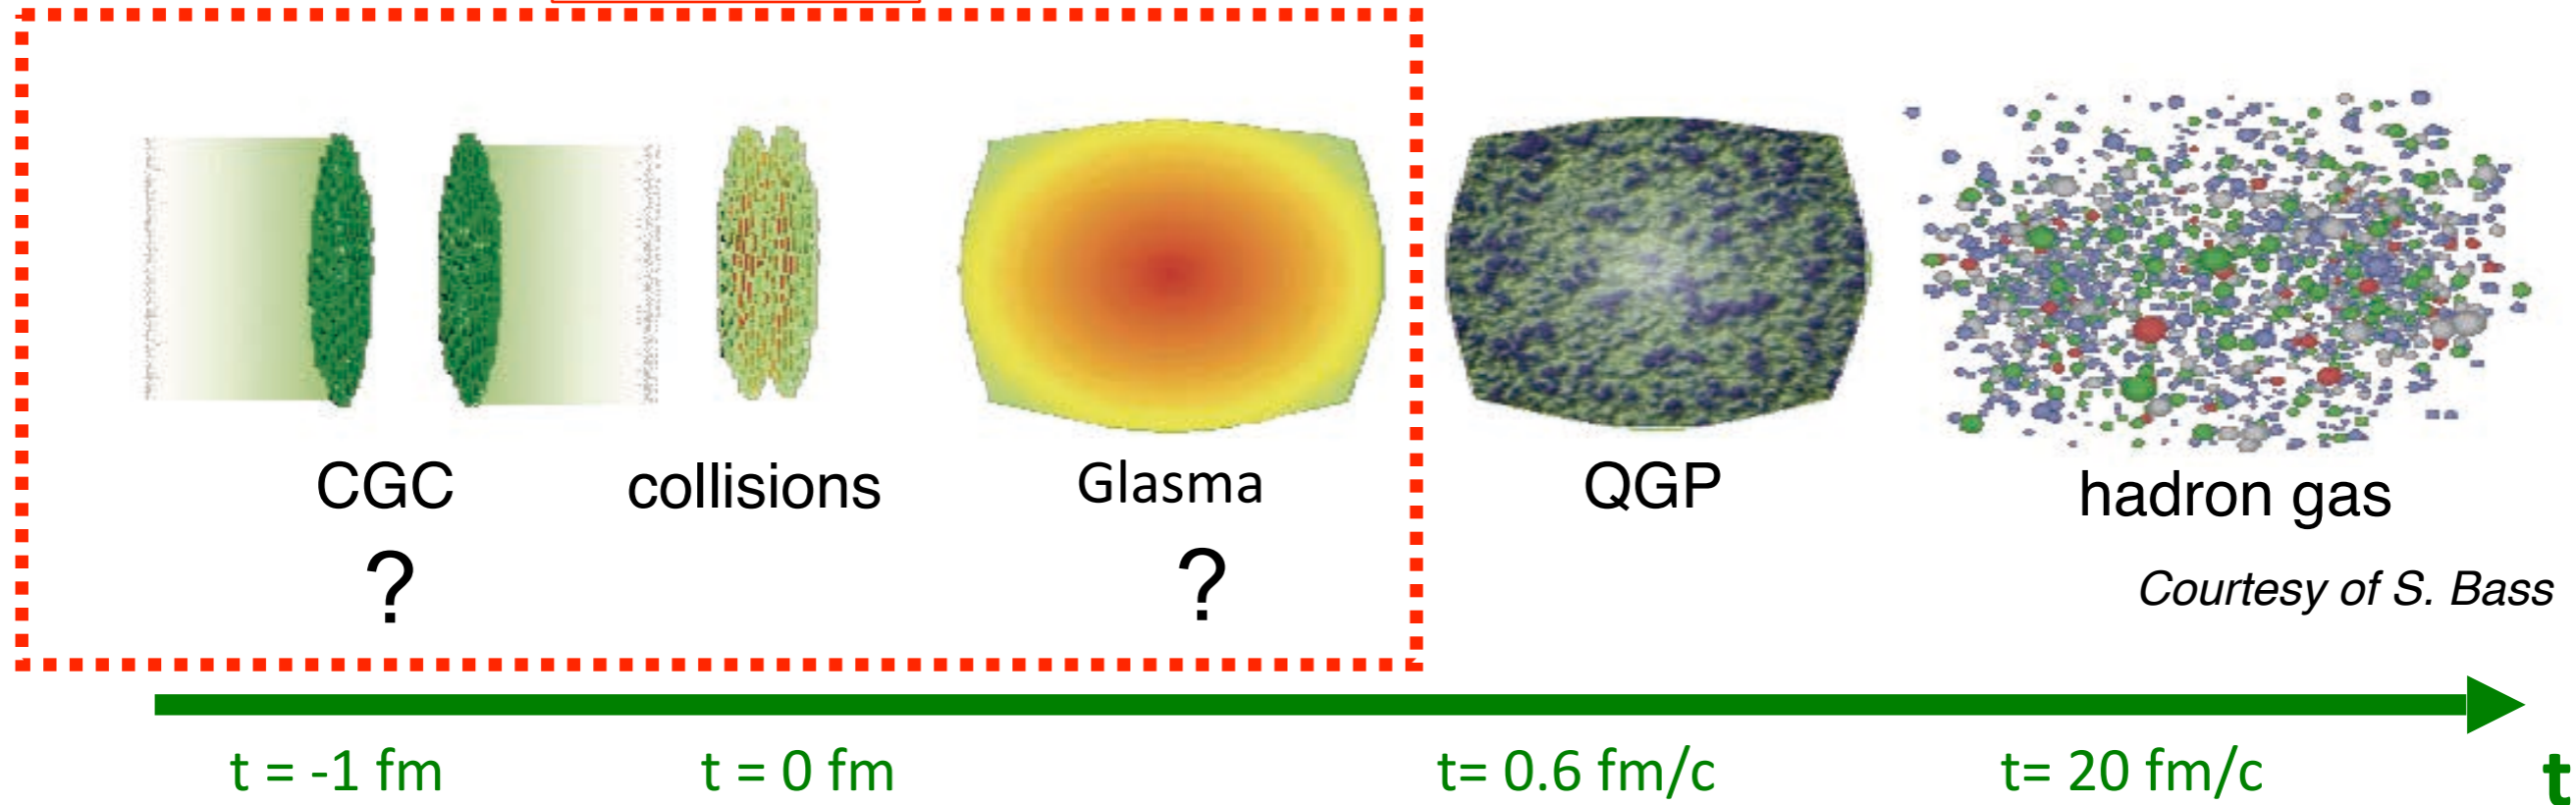 CGC
collisions
Glasma
QGP
hadron gas
?
?
Courtesy of S. Bass
t = -1 fm
t = 0 fm
t= 0.6 fm/c
t= 20 fm/c
t